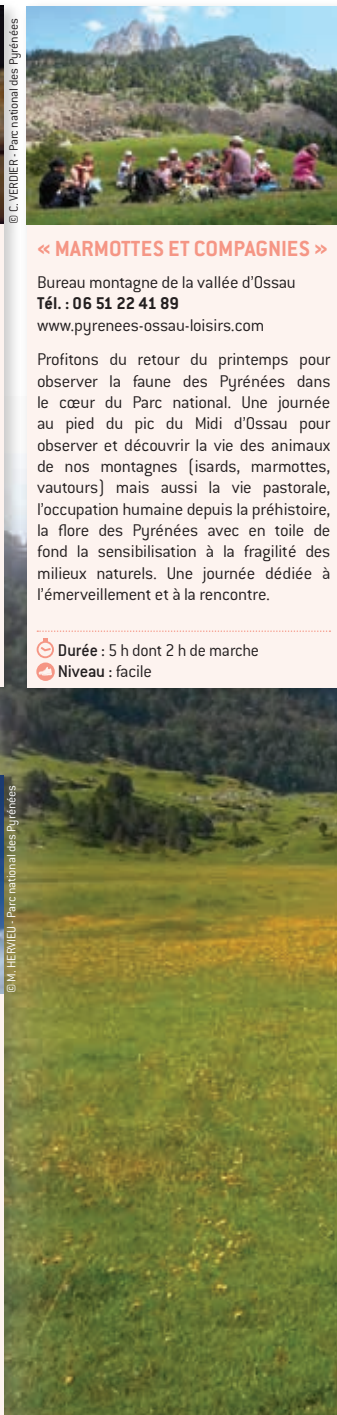 © C. VERDIER - Parc national des Pyrénées
« MARMOTTES ET COMPAGNIES »
Bureau montagne de la vallée d'Ossau
Tél. : 06 51 22 41 89
www.pyrenees-ossau-loisirs.com
Profitons du retour du printemps pour
observer la faune des Pyrénées dans
le cœur du Parc national. Une journée
au pied du pic du Midi d'Ossau pour
observer et découvrir la vie des animaux
de nos montagnes (isards, marmottes,
vautours) mais aussi la vie pastorale,
l'occupation humaine depuis la préhistoire,
la flore des Pyrénées avec en toile de
fond la sensibilisation à la fragilité des
milieux naturels. Une journée dédiée à
l'émerveillement et à la rencontre.
Durée : 5 h dont 2 h de marche
Niveau : facile
©M. HERVIEU - Parc national des Pyrénées